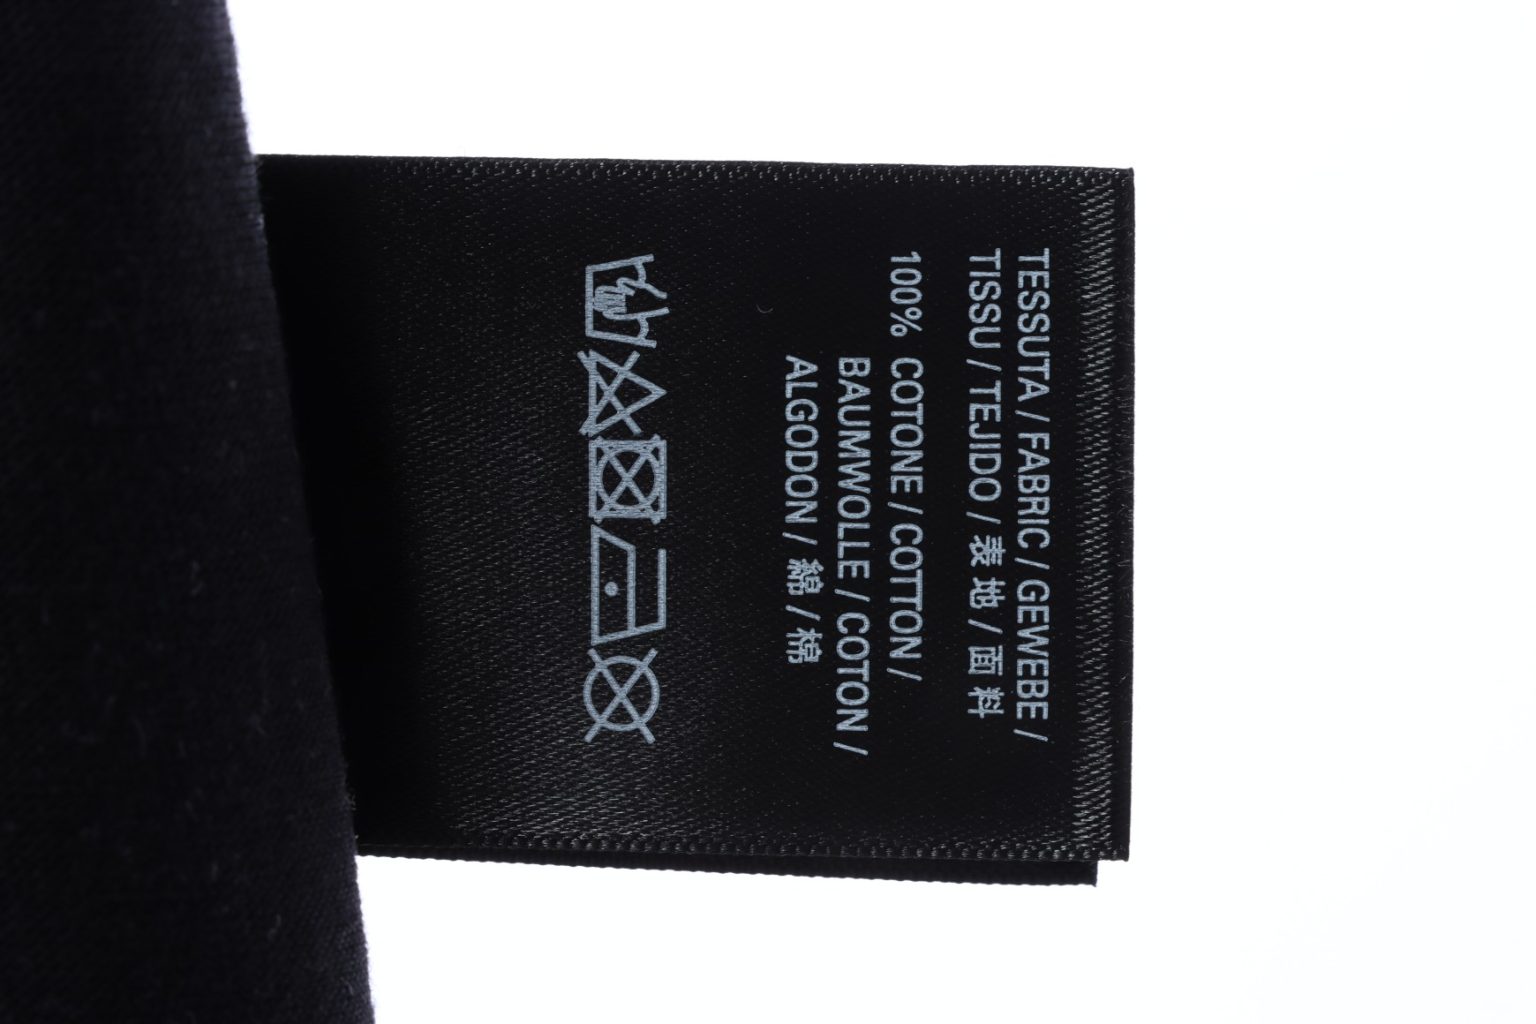 TESSUTA / FABRIC / GEWEBE /
TISSU / TEJIDO / 表地 / 面料
100% COTONE / COTTON /
BAUMWOLLE / COTON /
ALGODON / 綿 / 棉